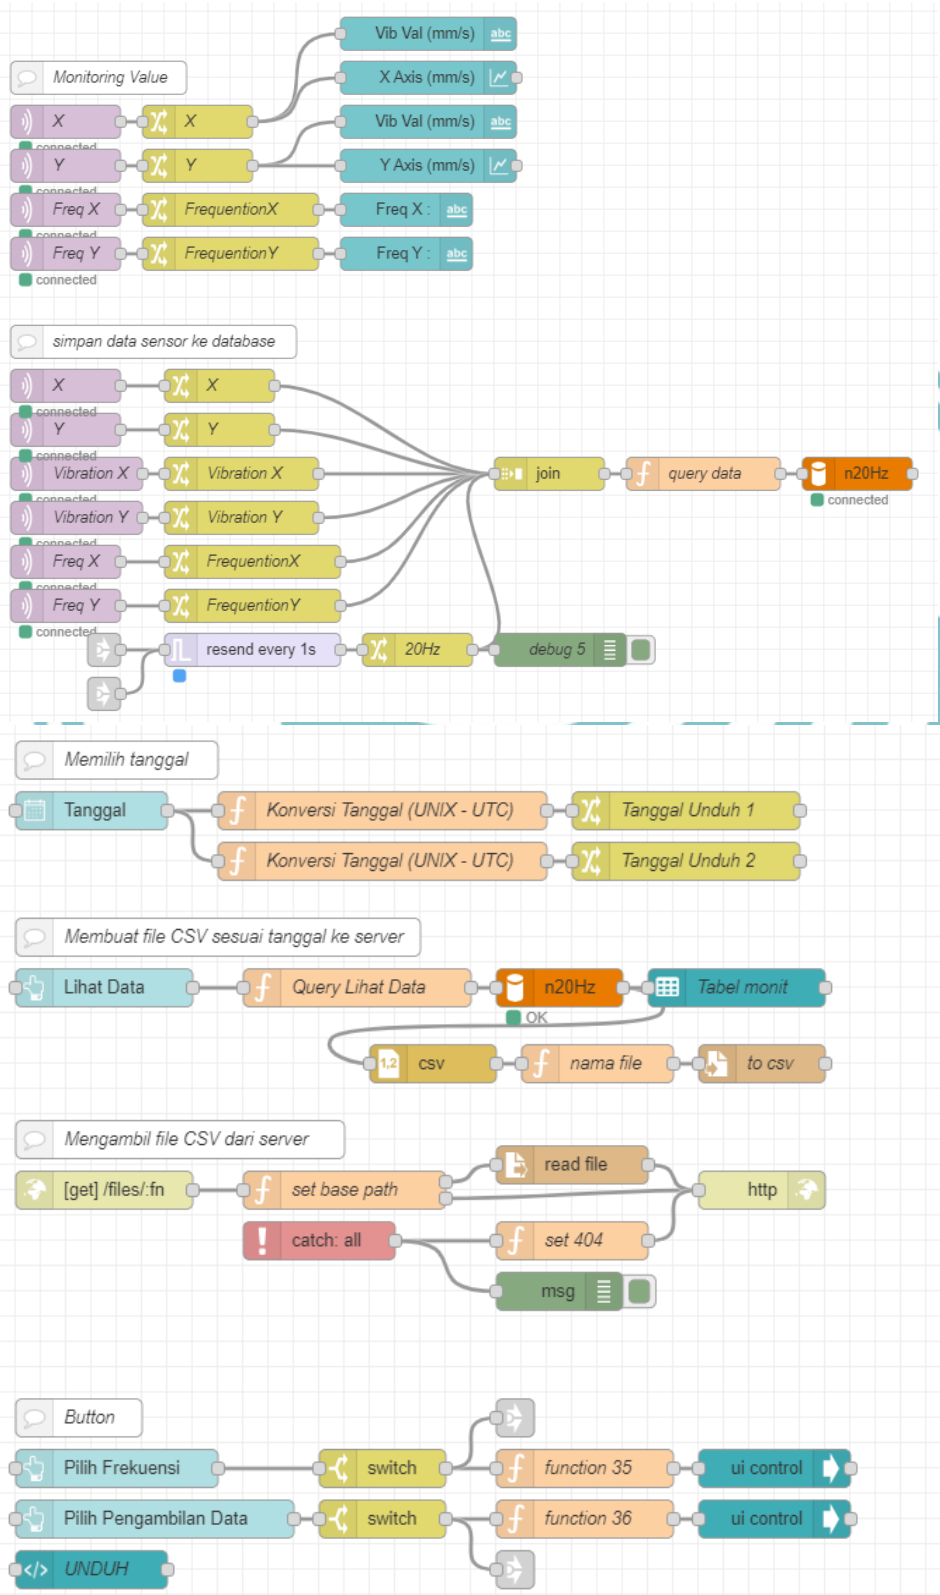 Vib Val (mm/s) abc
Monitoring Value
X Axis (mm/s)
X X
Vib Val (mm/s) abc
connected
Y Y
Y Axis (mm/s)
connected
Freq X FrequentionX Freq X : abc
connected
Freq Y FrequentionY Freq Y : abc
connected
simpan data sensor ke database
X X
connected
Y Y
connected
Vibration X Vibration X join query data n20Hz
connected
connected
Vibration Y Vibration Y
connected
Freq X FrequentionX
connected
Freq Y FrequentionY
connected
resend every 1s 20Hz debug 5
Memilih tanggal
Tanggal Konversi Tanggal (UNIX - UTC) Tanggal Unduh 1
Konversi Tanggal (UNIX - UTC) Tanggal Unduh 2
Membuat file CSV sesuai tanggal ke server
Lihat Data f Query Lihat Data n20Hz Tabel monit
OK
1,2 csv f nama file to csv
Mengambil file CSV dari server
read file
[get] /files/:fn f set base path http
! catch: all f set 404
msg
Button
Pilih Frekuensi switch f function 35 ui control
Pilih Pengambilan Data switch f function 36 ui control
</> UNDUH